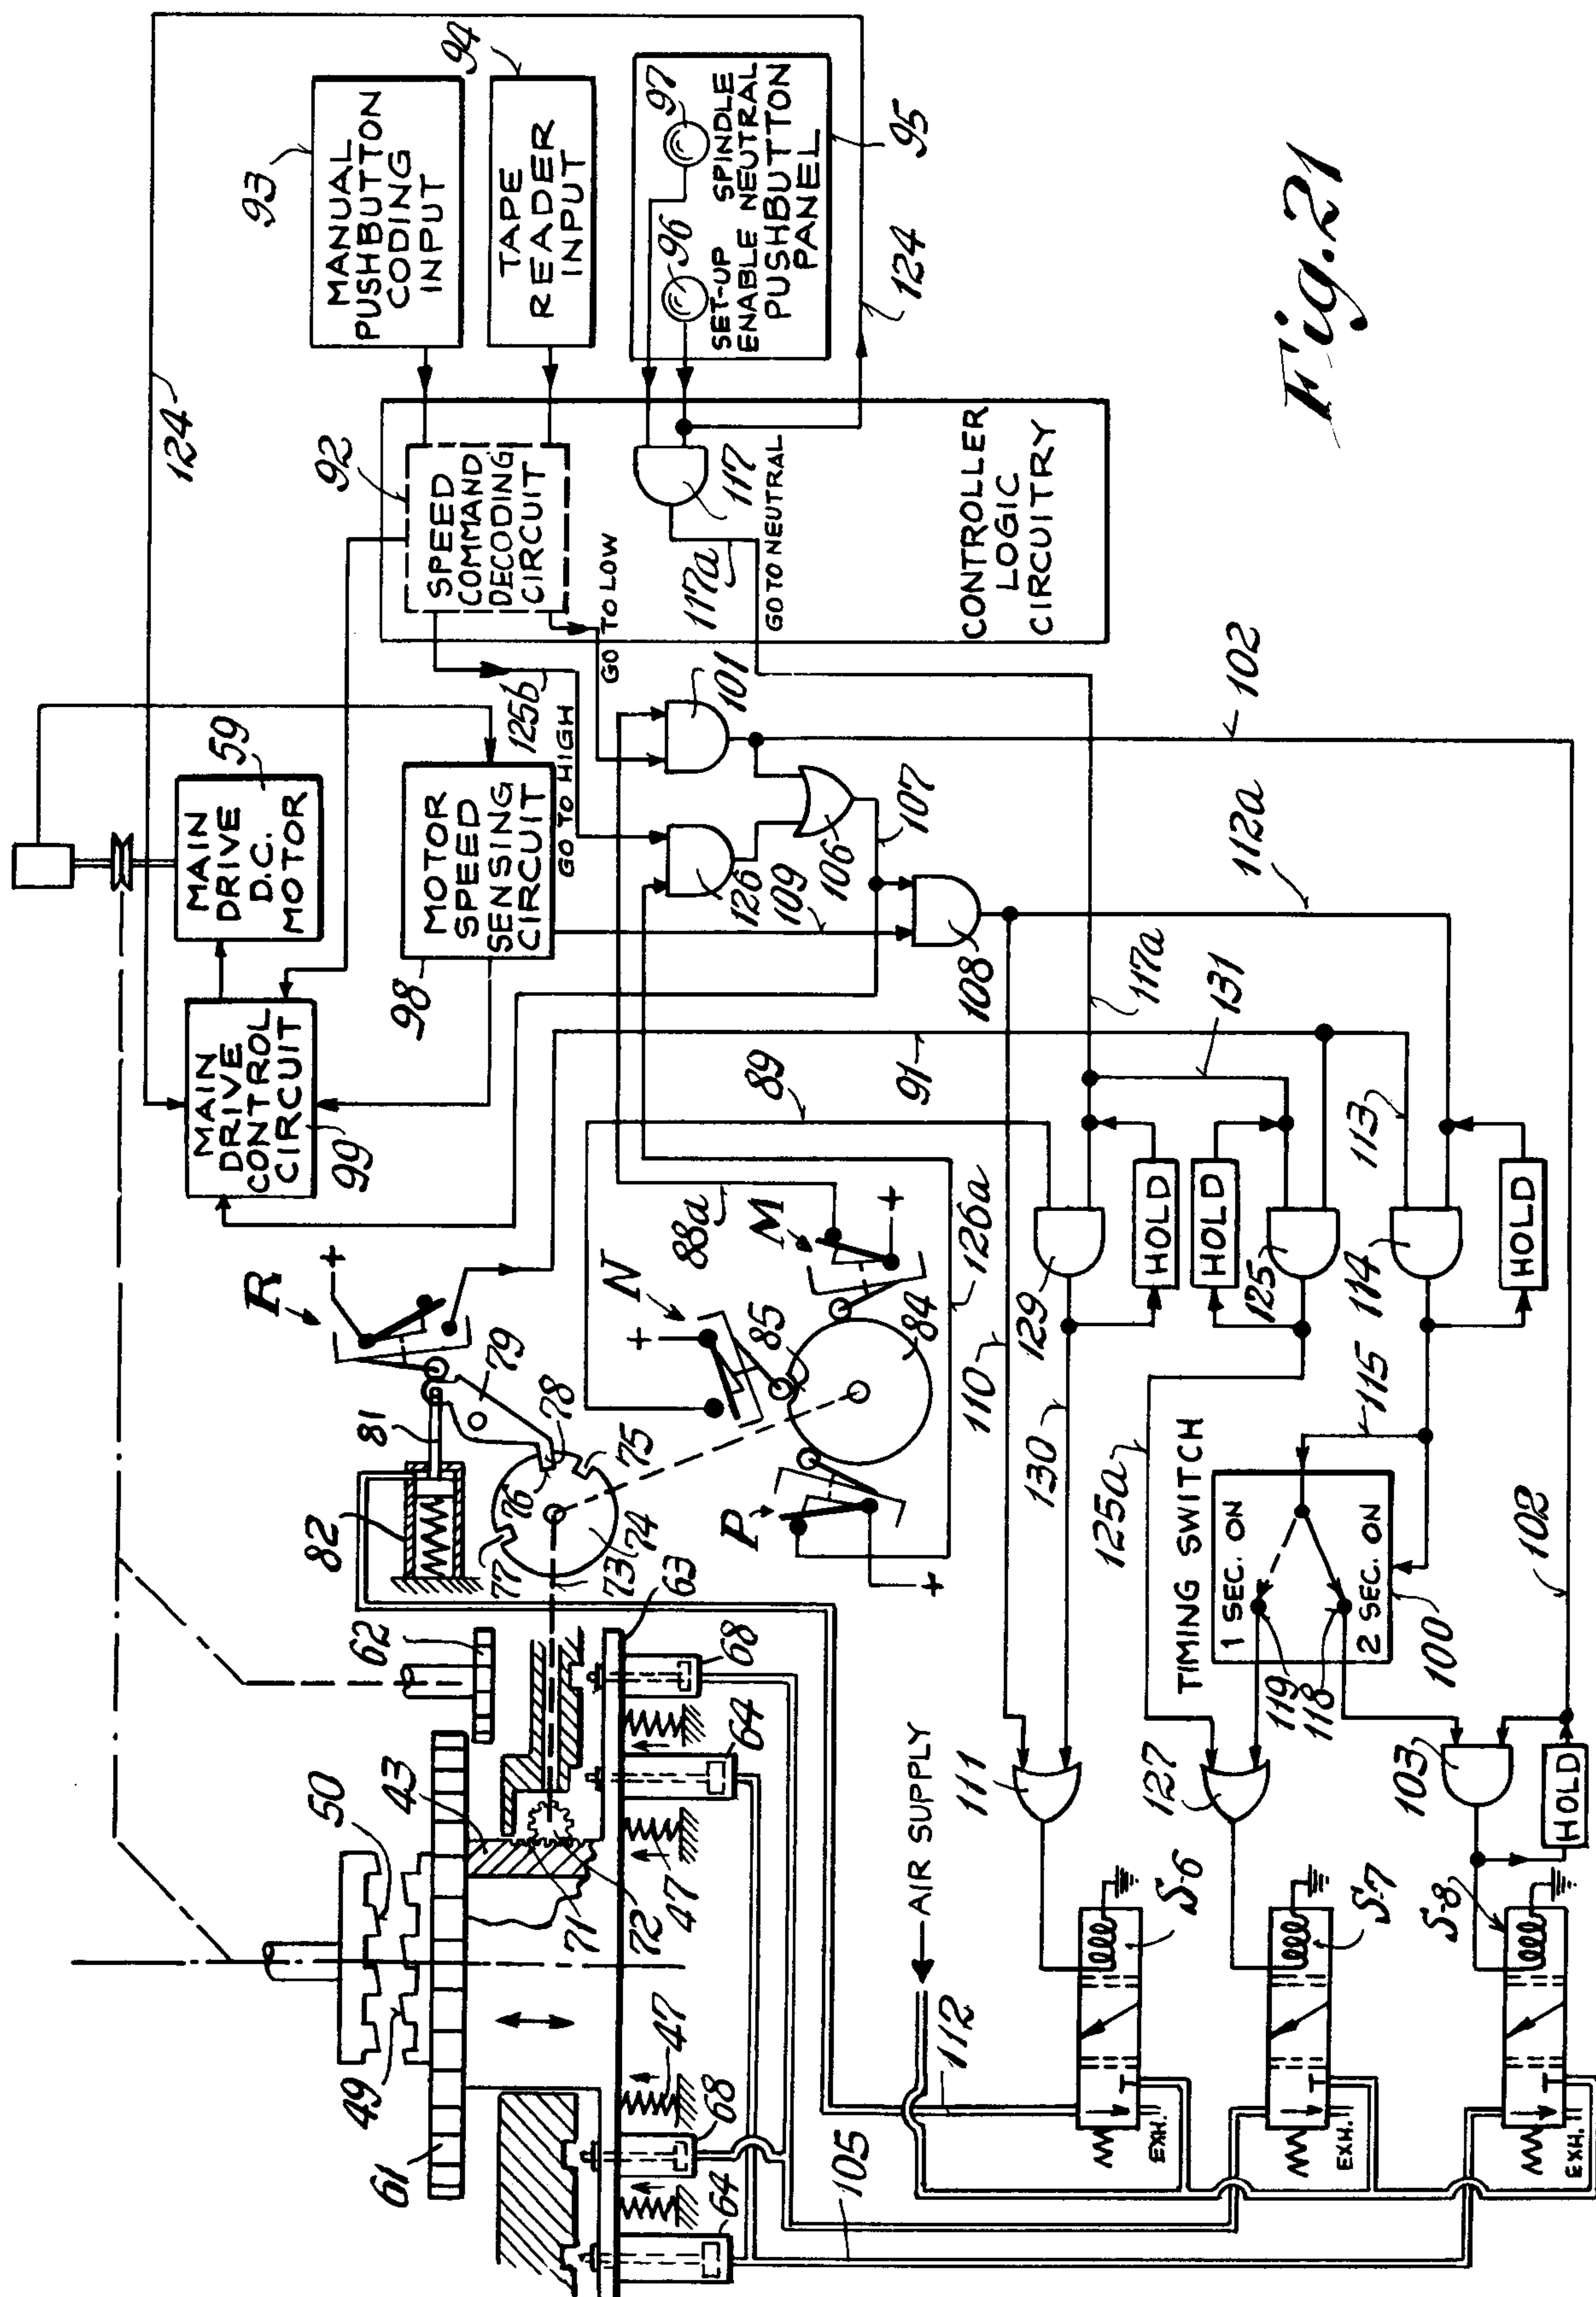 MANUAL
PUSHBUTTON
CODING
INPUT
93
TAPE
READER
INPUT
94
SET-UP SPINDLE
ENABLE NEUTRAL
PUSHBUTTON
PANEL
96
97
95
124
124
92
SPEED
COMMAND
DECODING
CIRCUIT
117
117a
GO TO NEUTRAL
CONTROLLER
LOGIC
CIRCUITRY
GO TO LOW
125b
GO TO HIGH
MAIN
DRIVE
D.C.
MOTOR
59
MOTOR
SPEED
SENSING
CIRCUIT
98
MAIN
DRIVE
CONTROL
CIRCUIT
99
101
102
126
106
107
109
108
112a
117a
131
91
89
113
88a
126a
110
R
+
N
+
M
+
P
+
85
84
129
HOLD
HOLD
125
114
HOLD
130
125a
115
TIMING SWITCH
1 SEC. ON
2 SEC. ON
100
119
118
102
82
81
79
78
76
75
77
74
73
63
62
68
64
43
50
49
61
71
72
47
47
68
64
105
112
AIR SUPPLY
111
127
103
HOLD
S-6
S-7
S-8
EXH.
EXH.
EXH.
Fig. 21